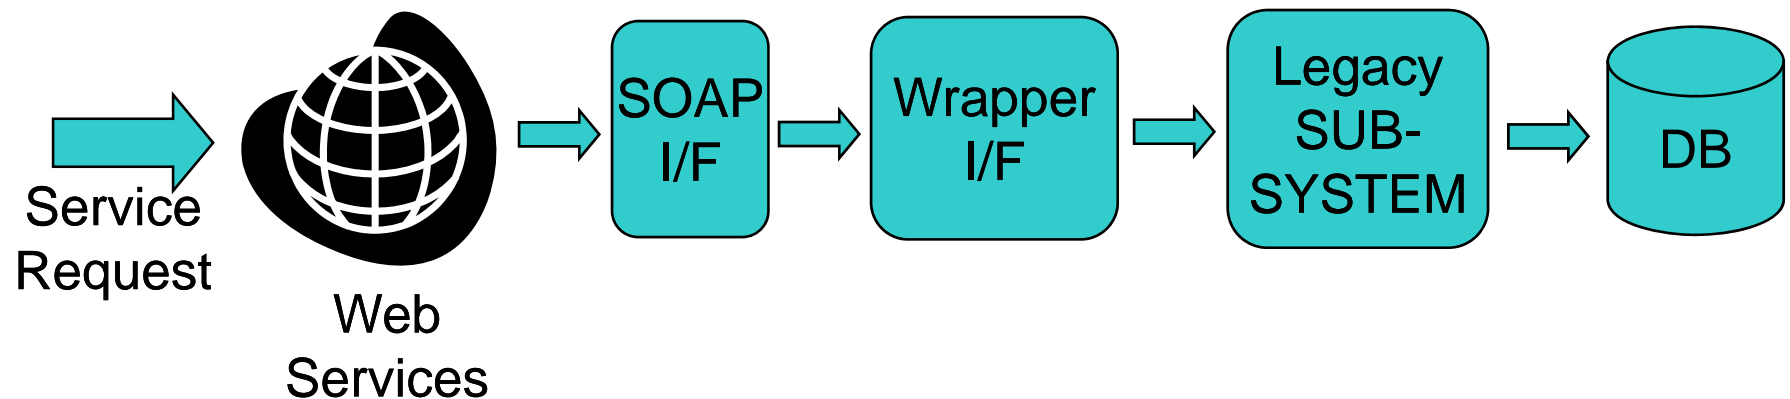 Service
Request
Web
Services
SOAP
I/F
Wrapper
I/F
Legacy
SUB-
SYSTEM
DB